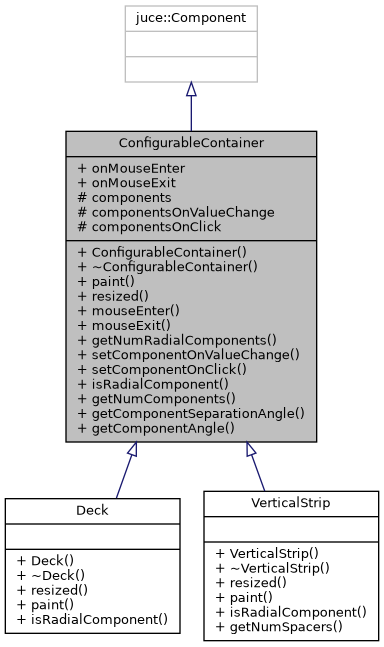 juce::Component
ConfigurableContainer
+ onMouseEnter
+ onMouseExit
# components
# componentsOnValueChange
# componentsOnClick
+ ConfigurableContainer()
+ ~ConfigurableContainer()
+ paint()
+ resized()
+ mouseEnter()
+ mouseExit()
+ getNumRadialComponents()
+ setComponentOnValueChange()
+ setComponentOnClick()
+ isRadialComponent()
+ getNumComponents()
+ getComponentSeparationAngle()
+ getComponentAngle()
Deck
+ Deck()
+ ~Deck()
+ resized()
+ paint()
+ isRadialComponent()
VerticalStrip
+ VerticalStrip()
+ ~VerticalStrip()
+ resized()
+ paint()
+ isRadialComponent()
+ getNumSpacers()